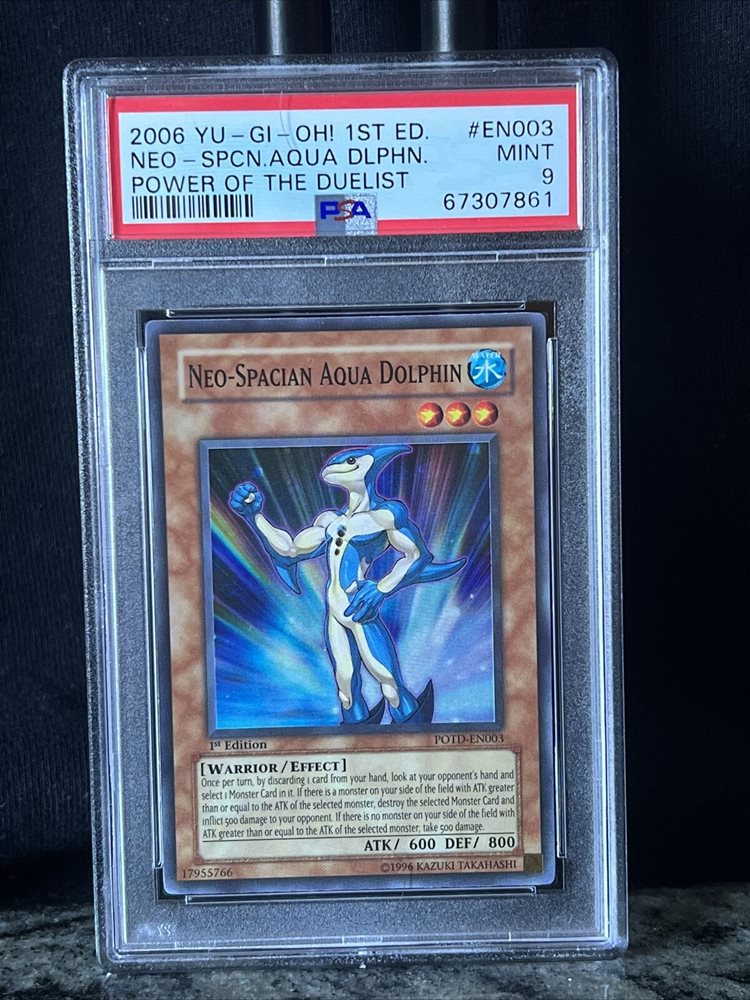 2006 YU-GI-OH! 1ST ED. #EN003
NEO-SPCN.AQUA DLPHN. MINT
POWER OF THE DUELIST 9
PSA 67307861
NEO-SPACIAN AQUA DOLPHIN
WATER
水
1st Edition POTD-EN003
[WARRIOR/EFFECT]
Once per turn, by discarding 1 card from your hand, look at your opponent's hand and
select 1 Monster Card in it. If there is a monster on your side of the field with ATK greater
than or equal to the ATK of the selected monster, destroy the selected Monster Card and
inflict 500 damage to your opponent. If there is no monster on your side of the field with
ATK greater than or equal to the ATK of the selected monster, take 500 damage.
ATK/ 600 DEF/ 800
17955766 ©1996 KAZUKI TAKAHASHI
YS